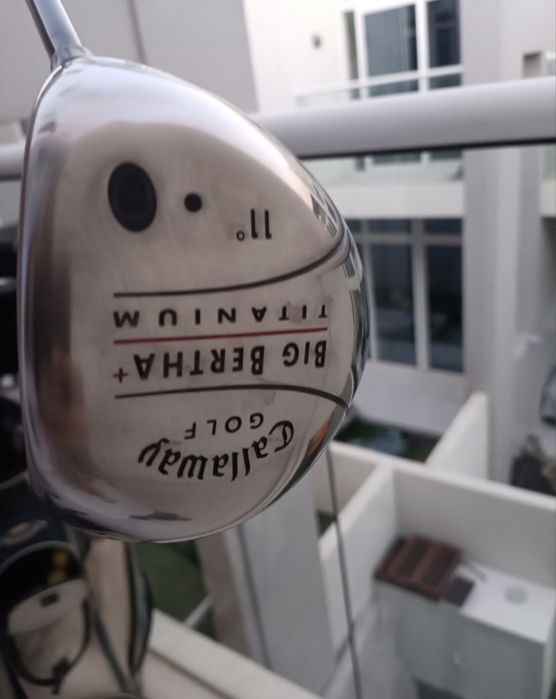 Callaway
GOLF
BIG BERTHA+
TITANIUM
11°